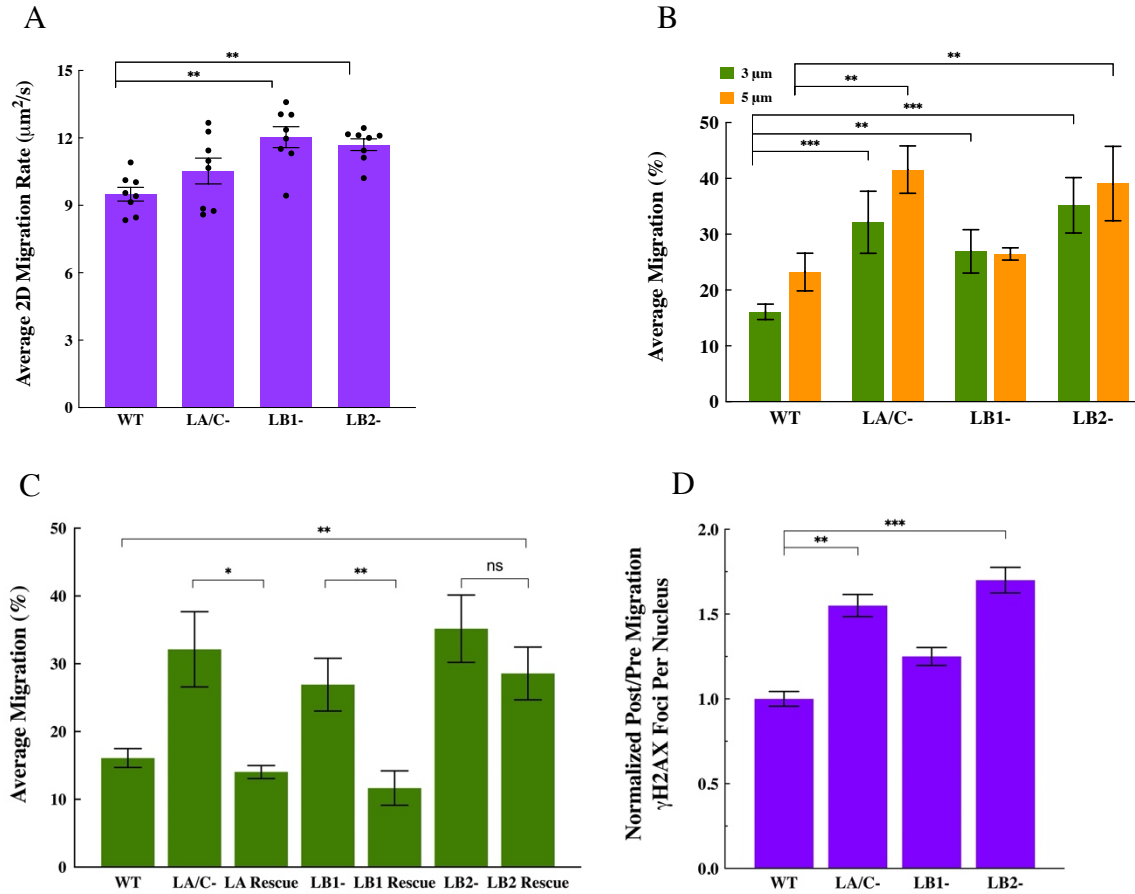 A
Average 2D Migration Rate (μm²/s)
15
12
9
6
3
0
**
**
WT LA/C- LB1- LB2-
B
3 μm
5 μm
Average Migration (%)
50
40
30
20
10
0
**
**
***
**
***
WT LA/C- LB1- LB2-
C
Average Migration (%)
50
40
30
20
10
0
**
*
**
ns
WT LA/C- LA Rescue LB1- LB1 Rescue LB2- LB2 Rescue
D
Normalized Post/Pre Migration
γH2AX Foci Per Nucleus
2.0
1.5
1.0
0.5
0.0
***
**
WT LA/C- LB1- LB2-